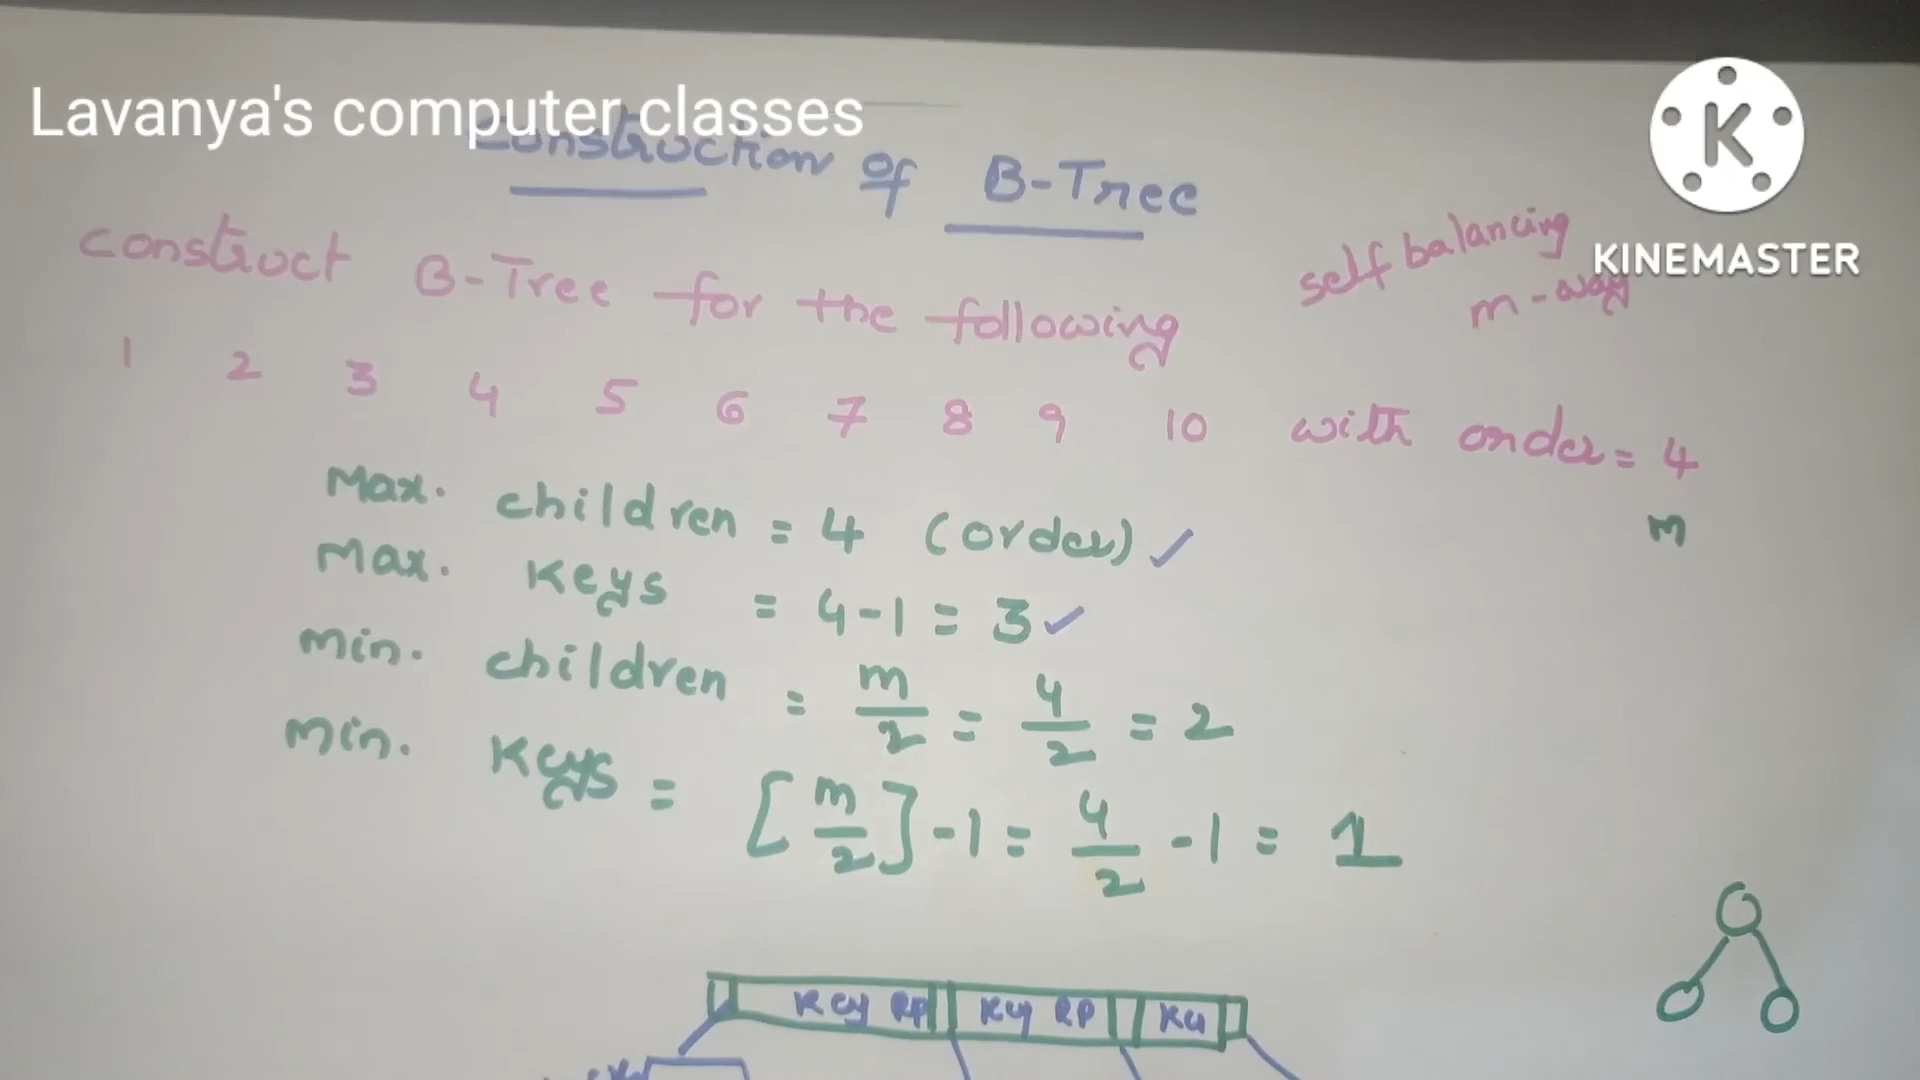 Lavanya's computer classes
Construction of B-Tree
KINEMASTER
self balancing
m-way
construct B-Tree for the following
1 2 3 4 5 6 7 8 9 10 with order = 4
m
Max. children = 4 (order) ✓
Max. Keys = 4-1 = 3 ✓
Min. children = m/2 = 4/2 = 2
Min. Keys = [m/2]-1 = 4/2 -1 = 1
Key RP Key RP